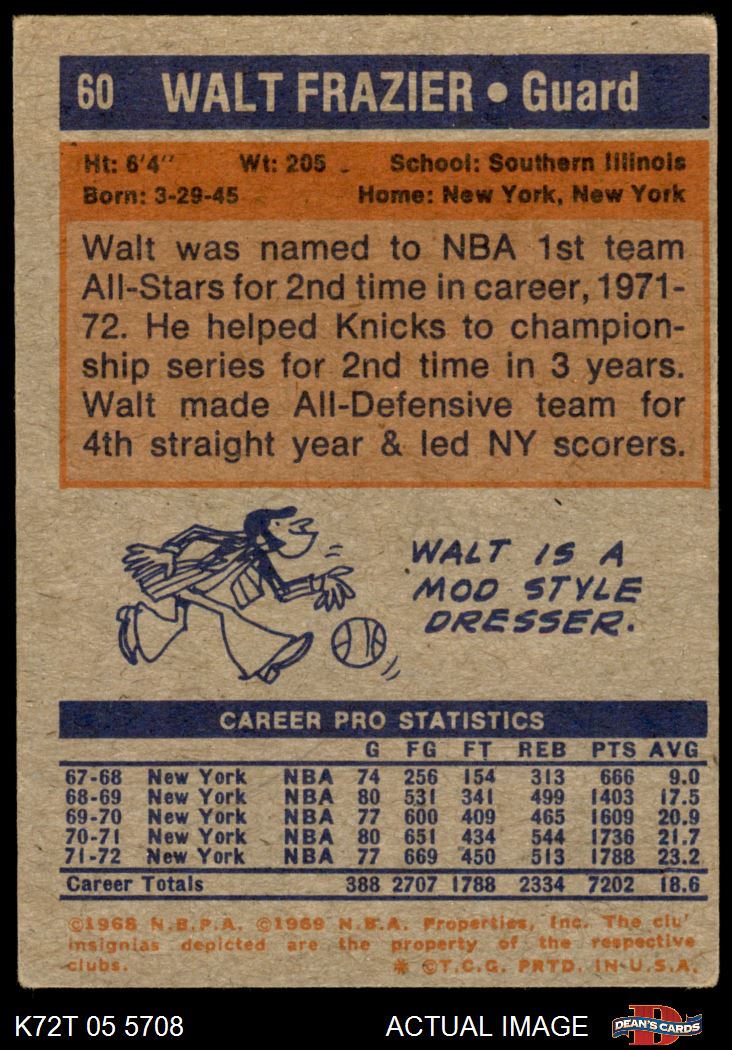 60 WALT FRAZIER • Guard
Ht: 6'4" Wt: 205 School: Southern Illinois
Born: 3-29-45 Home: New York, New York
Walt was named to NBA 1st team
All-Stars for 2nd time in career, 1971-
72. He helped Knicks to champion-
ship series for 2nd time in 3 years.
Walt made All-Defensive team for
4th straight year & led NY scorers.
WALT IS A
MOD STYLE
DRESSER.
CAREER PRO STATISTICS
G FG FT REB PTS AVG
67-68 New York NBA 74 256 154 313 666 9.0
68-69 New York NBA 80 531 341 499 1403 17.5
69-70 New York NBA 77 600 409 465 1609 20.9
70-71 New York NBA 80 651 434 544 1736 21.7
71-72 New York NBA 77 669 450 513 1788 23.2
Career Totals 388 2707 1788 2334 7202 18.6
©1968 N.B.P.A. ©1969 N.B.A. Properties, Inc. The clu'
insignias depicted are the property of the respective
clubs. * ©T.C.G. PRTD. IN U.S.A.
K72T 05 5708 ACTUAL IMAGE DEAN'S CARDS